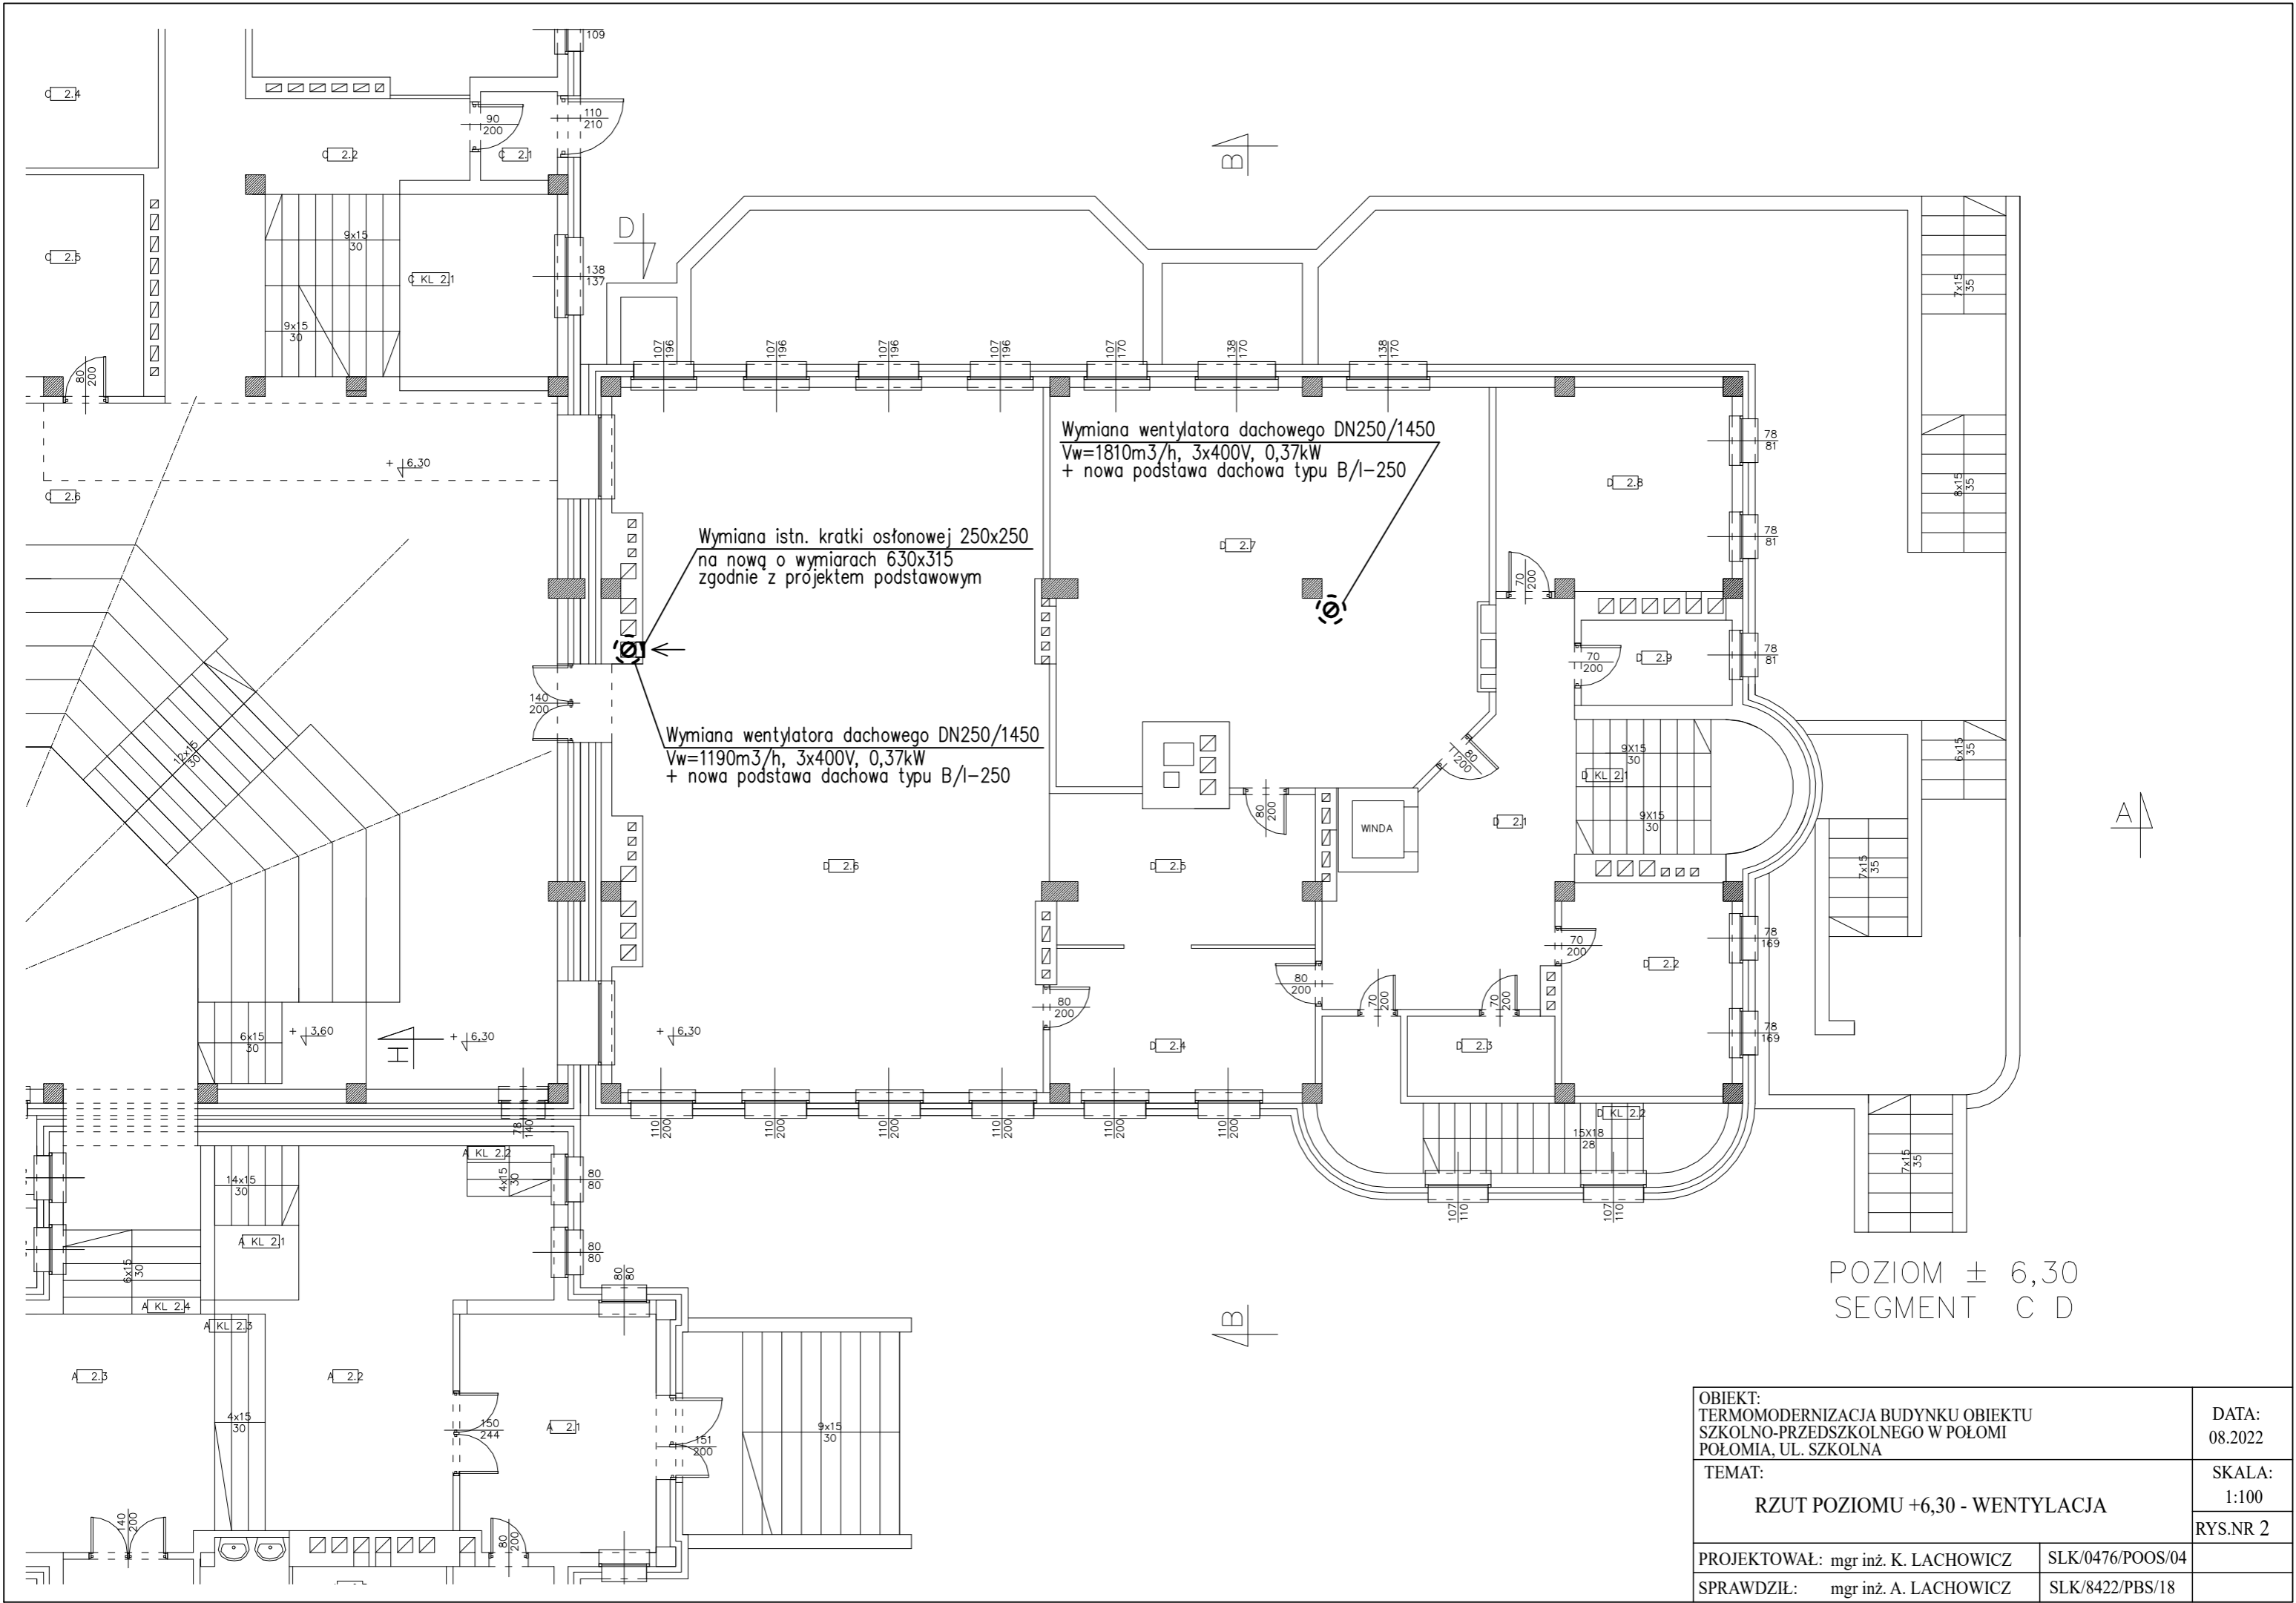 109
C 2.4
90
200
110
210
C 2.2
C 2.1
B
9x15
30
D
C 2.5
138
137
C KL 2.1
7x15
35
9x15
30
107
196
107
196
107
196
107
196
107
170
138
170
138
170
80
200
Wymiana wentylatora dachowego DN250/1450
Vw=1810m3/h, 3x400V, 0,37kW
+ nowa podstawa dachowa typu B/I-250
78
81
+ 6,30
C 2.6
D 2.8
8x15
35
Wymiana istn. kratki osłonowej 250x250
na nową o wymiarach 630x315
zgodnie z projektem podstawowym
D 2.7
78
81
70
200
78
81
70
200
D 2.9
140
200
12x15
30
Wymiana wentylatora dachowego DN250/1450
Vw=1190m3/h, 3x400V, 0,37kW
+ nowa podstawa dachowa typu B/I-250
80
200
9X15
30
6x15
35
D KL 2.1
80
200
WINDA
D 2.1
9X15
30
A
D 2.6
D 2.5
7x15
35
70
200
78
169
D 2.2
80
200
80
200
70
200
70
200
6x15
30
+ 3,60
H
+ 6,30
+ 6,30
D 2.4
D 2.3
78
169
78
140
110
200
110
200
110
200
110
200
110
200
110
200
D KL 2.2
15X18
28
7x15
35
A KL 2.2
4x15
30
14x15
30
80
80
107
110
107
110
A KL 2.1
80
80
6x15
30
80
80
POZIOM ± 6,30
SEGMENT C D
A KL 2.4
A KL 2.3
B
A 2.3
A 2.2
4x15
30
150
244
A 2.1
151
200
9x15
30
140
200
80
200
OBIEKT:
TERMOMODERNIZACJA BUDYNKU OBIEKTU
SZKOLNO-PRZEDSZKOLNEGO W POŁOMI
POŁOMIA, UL. SZKOLNA
DATA:
08.2022
TEMAT:
RZUT POZIOMU +6,30 - WENTYLACJA
SKALA:
1:100
RYS.NR 2
PROJEKTOWAŁ: mgr inż. K. LACHOWICZ SLK/0476/POOS/04
SPRAWDZIŁ: mgr inż. A. LACHOWICZ SLK/8422/PBS/18